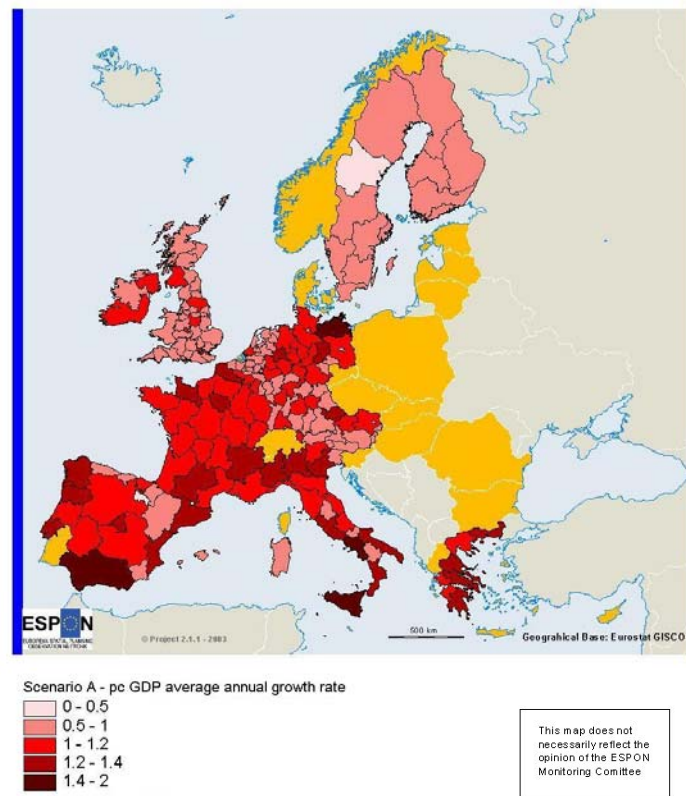 ESPON
EUROPEAN SPATIAL PLANNING
OBSERVATION NETWORK
© Project 2.1.1 - 2003
500 km
Geograhical Base: Eurostat GISCO
Scenario A - pc GDP average annual growth rate
0 - 0.5
0.5 - 1
1 - 1.2
1.2 - 1.4
1.4 - 2
This map does not
necessarily reflect the
opinion of the ESPON
Monitoring Comittee